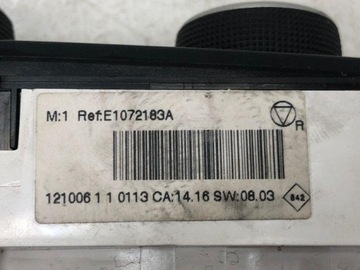 M:1 Ref:E1072183A
R
121006 1 1 0113 CA:14.16 SW:08.03
842